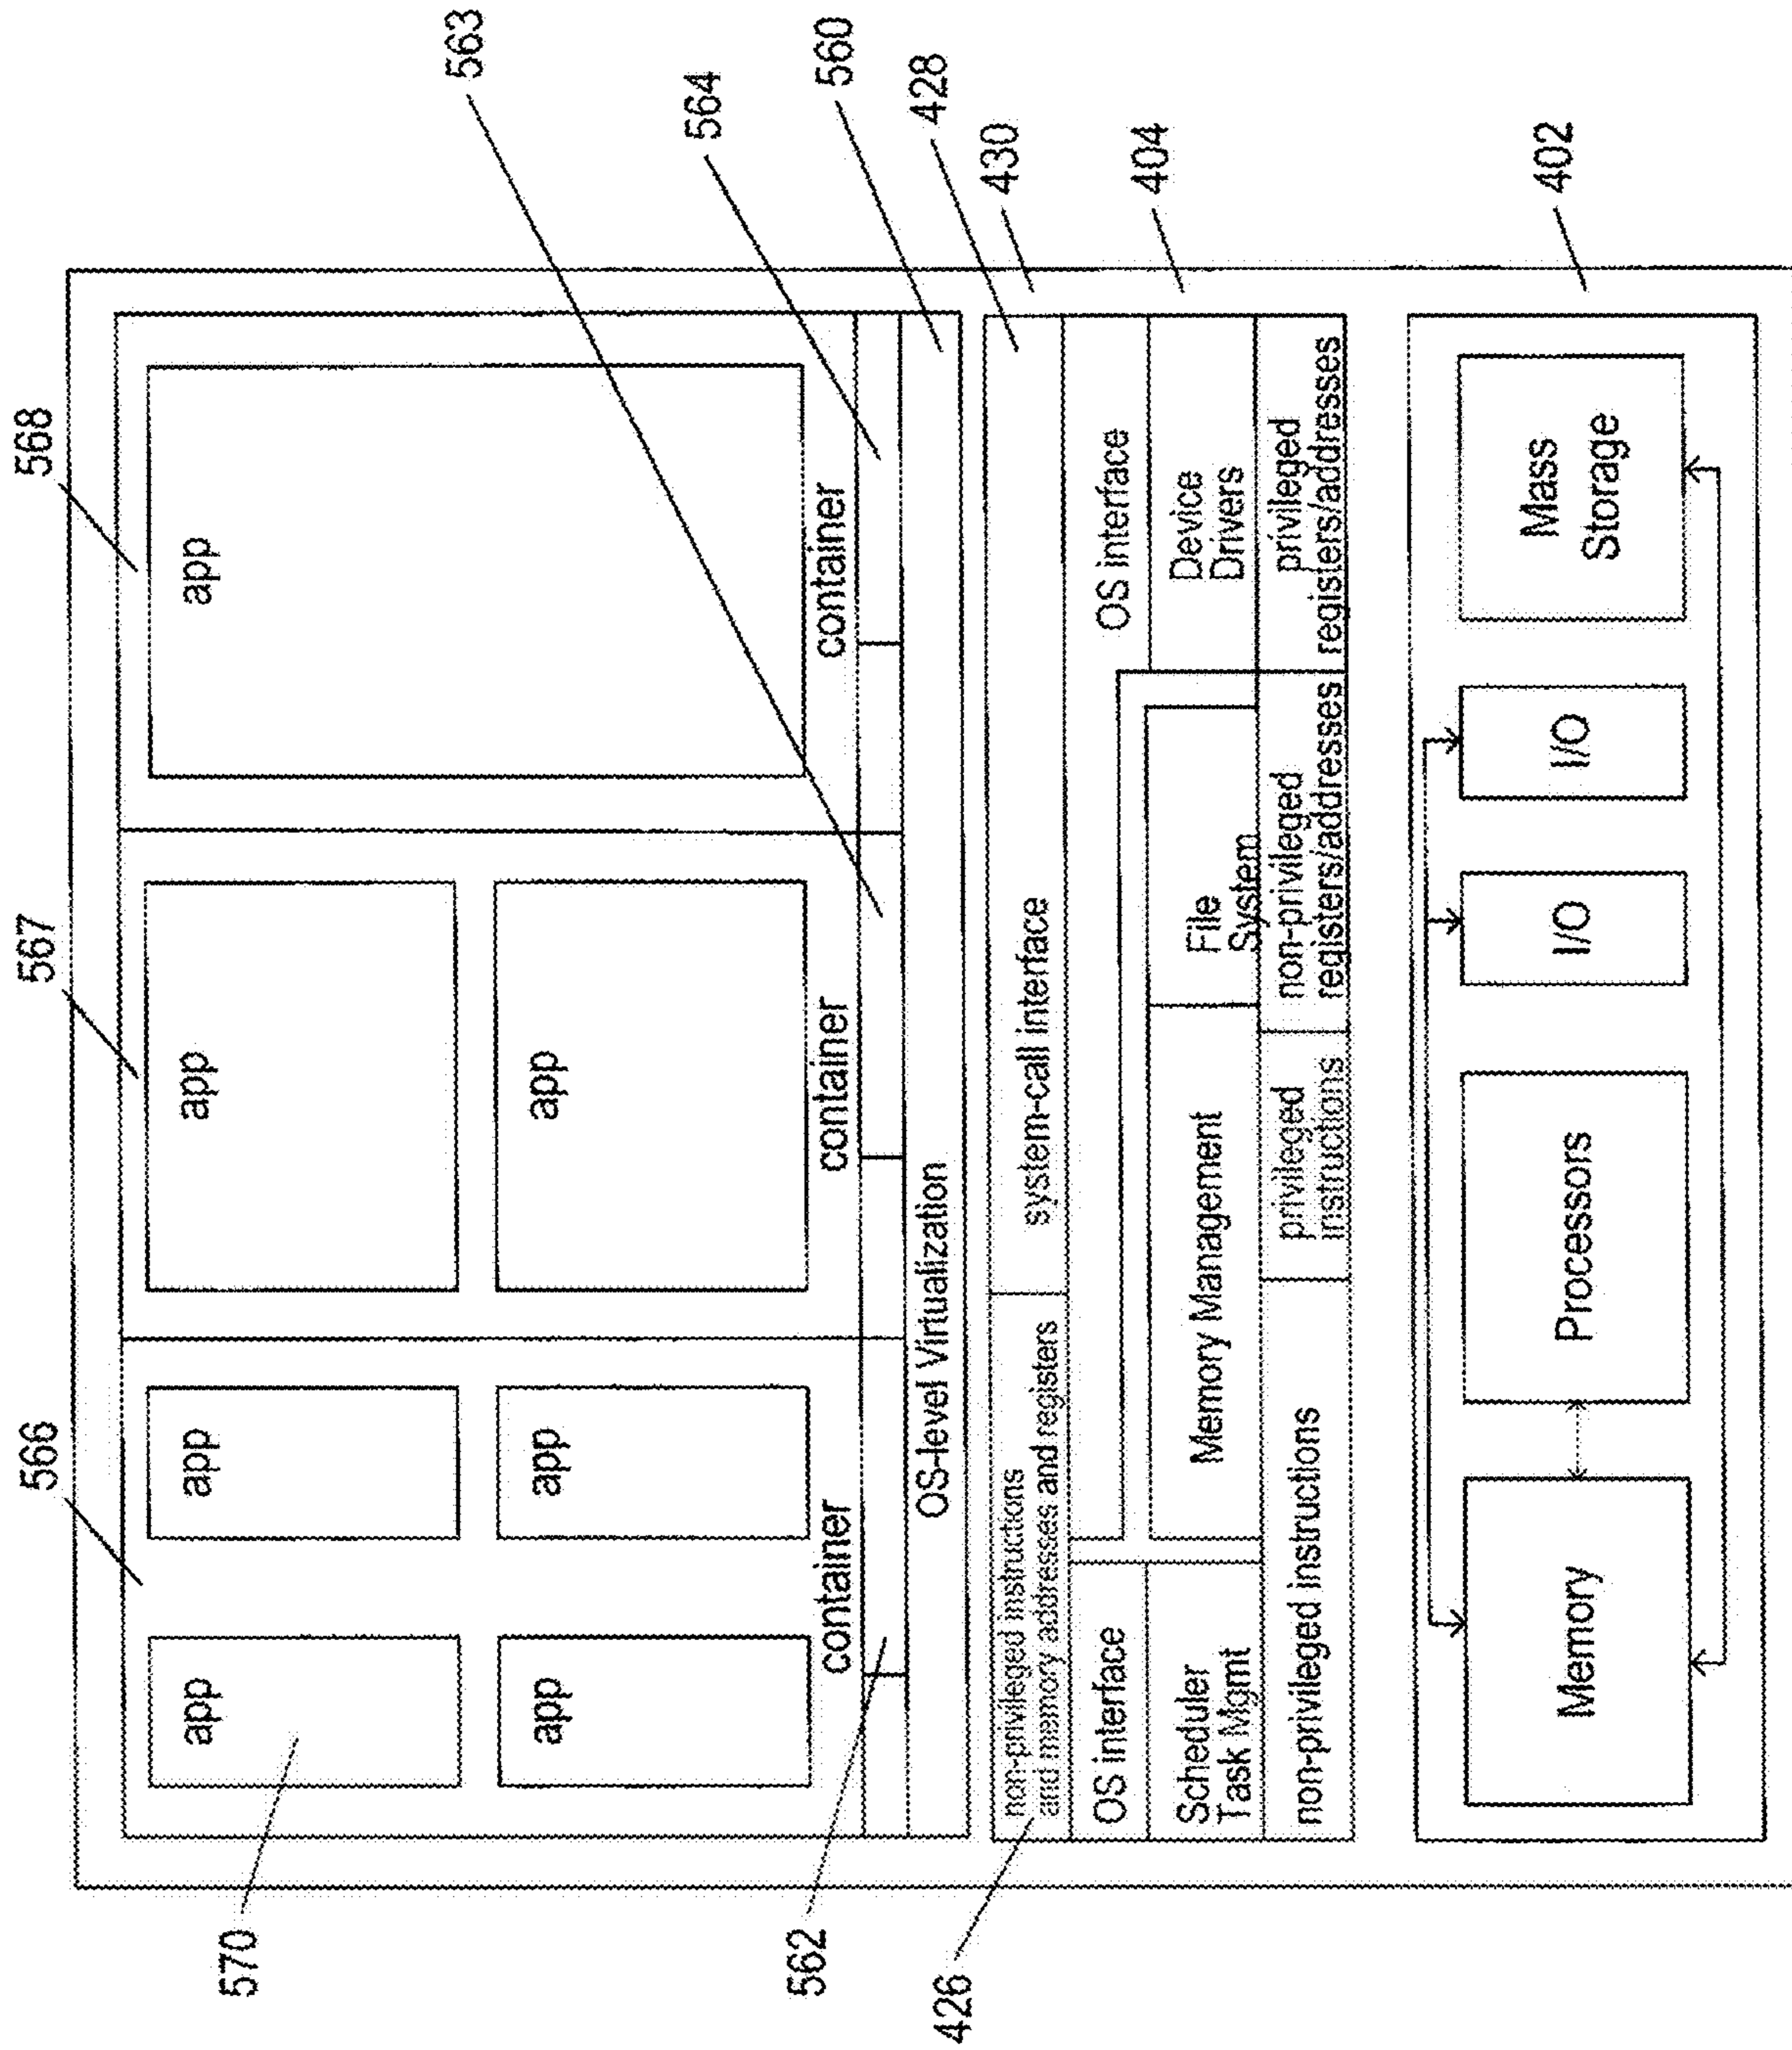 566
567
568
app
app
app
app
570
563
app
app
app
564
562
container
container
container
560
OS-level Virtualization
428
426
non-privileged instructions
and memory addresses and registers
system-call interface
430
OS interface
OS interface
404
Scheduler
Task Mgmt
Memory Management
File
System
Device
Drivers
non-privileged instructions
privileged
instructions
non-privileged
registers/addresses
privileged
registers/addresses
Memory
Processors
I/O
I/O
Mass
Storage
402